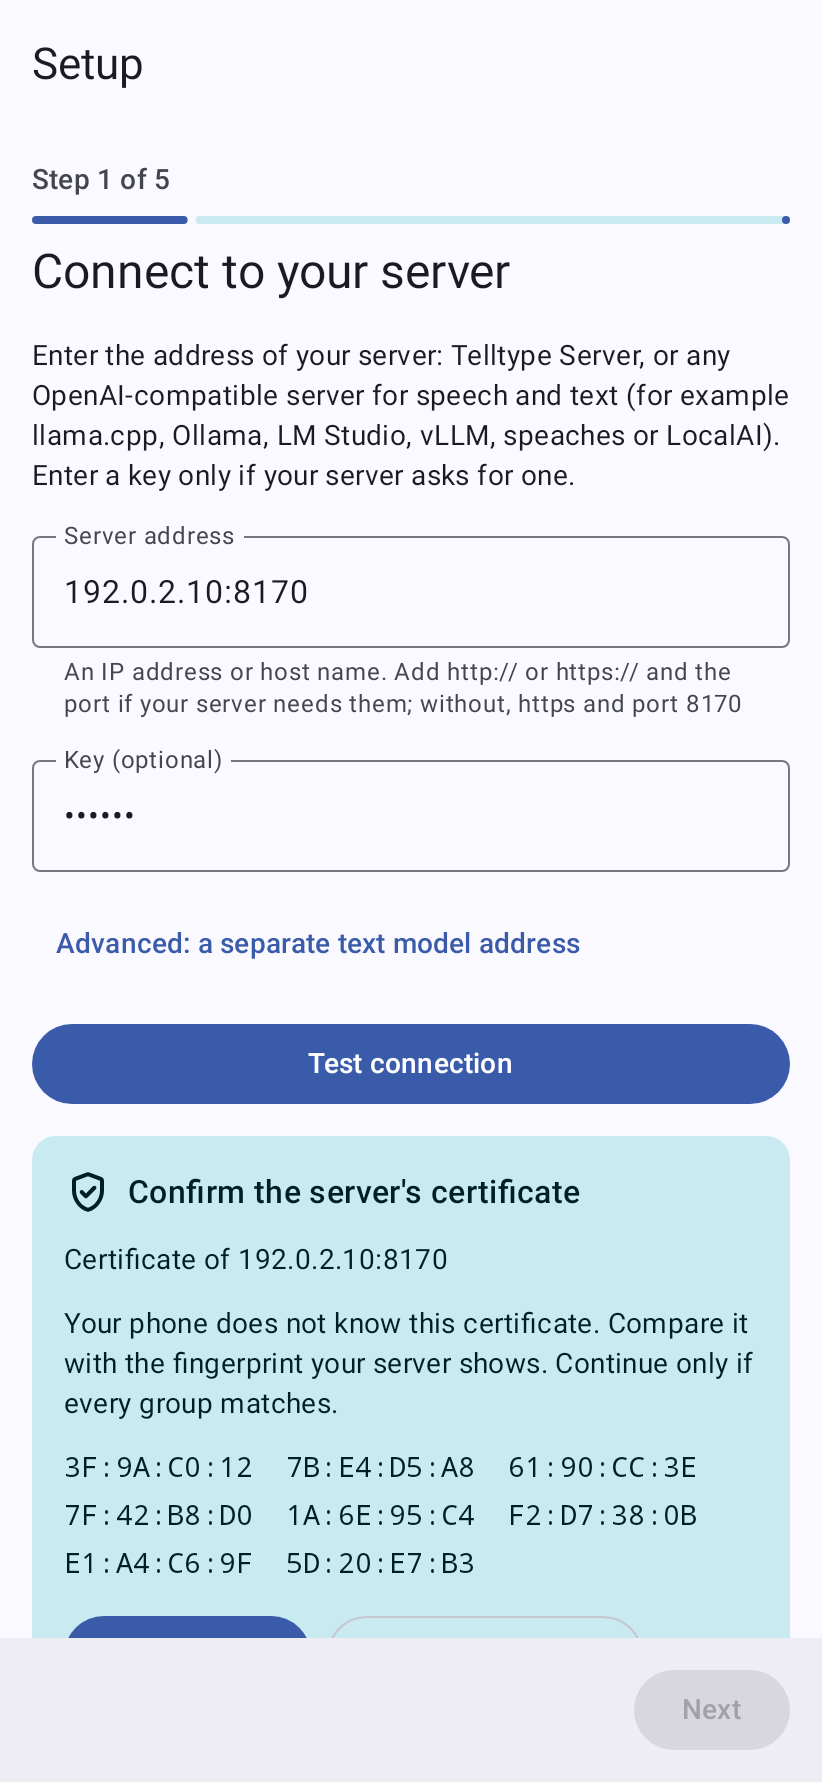 Setup
Step 1 of 5
Connect to your server
Enter the address of your server: Telltype Server, or any
OpenAI-compatible server for speech and text (for example
llama.cpp, Ollama, LM Studio, vLLM, speaches or LocalAI).
Enter a key only if your server asks for one.
Server address
192.0.2.10:8170
An IP address or host name. Add http:// or https:// and the
port if your server needs them; without, https and port 8170
Key (optional)
••••••
Advanced: a separate text model address
Test connection
Confirm the server's certificate
Certificate of 192.0.2.10:8170
Your phone does not know this certificate. Compare it
with the fingerprint your server shows. Continue only if
every group matches.
3F:9A:C0:12 7B:E4:D5:A8 61:90:CC:3E
7F:42:B8:D0 1A:6E:95:C4 F2:D7:38:0B
E1:A4:C6:9F 5D:20:E7:B3
Next